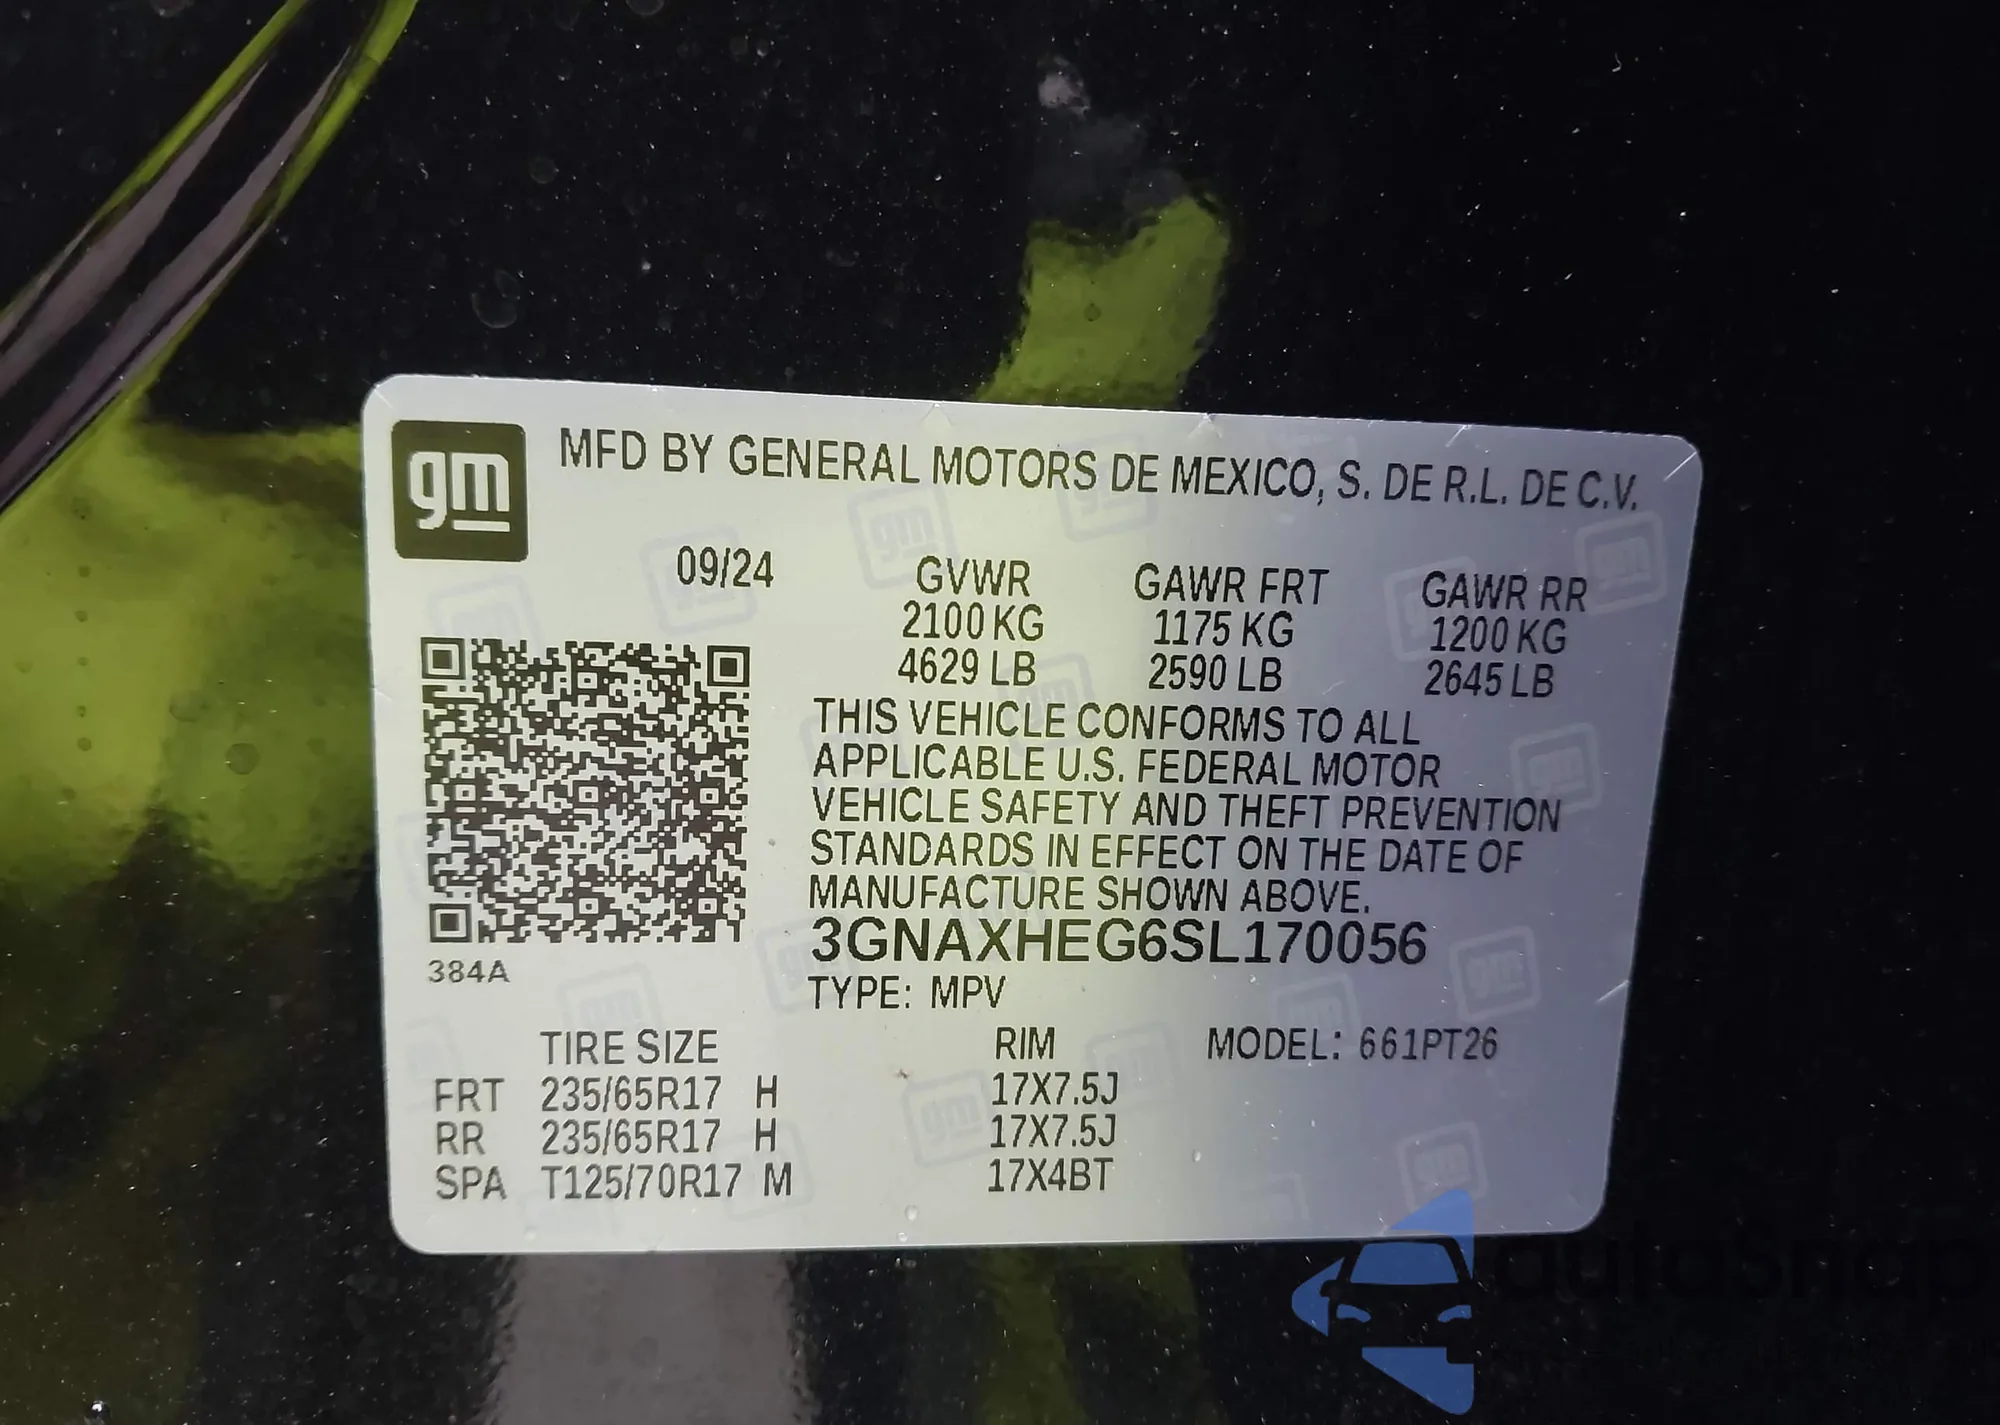 gm
MFD BY GENERAL MOTORS DE MEXICO, S. DE R.L. DE C.V.
09/24 GVWR GAWR FRT GAWR RR
2100 KG 1175 KG 1200 KG
4629 LB 2590 LB 2645 LB
THIS VEHICLE CONFORMS TO ALL
APPLICABLE U.S. FEDERAL MOTOR
VEHICLE SAFETY AND THEFT PREVENTION
STANDARDS IN EFFECT ON THE DATE OF
MANUFACTURE SHOWN ABOVE.
3GNAXHEG6SL170056
384A
TYPE: MPV
TIRE SIZE RIM MODEL: 661PT26
FRT 235/65R17 H 17X7.5J
RR 235/65R17 H 17X7.5J
SPA T125/70R17 M 17X4BT
autosnap